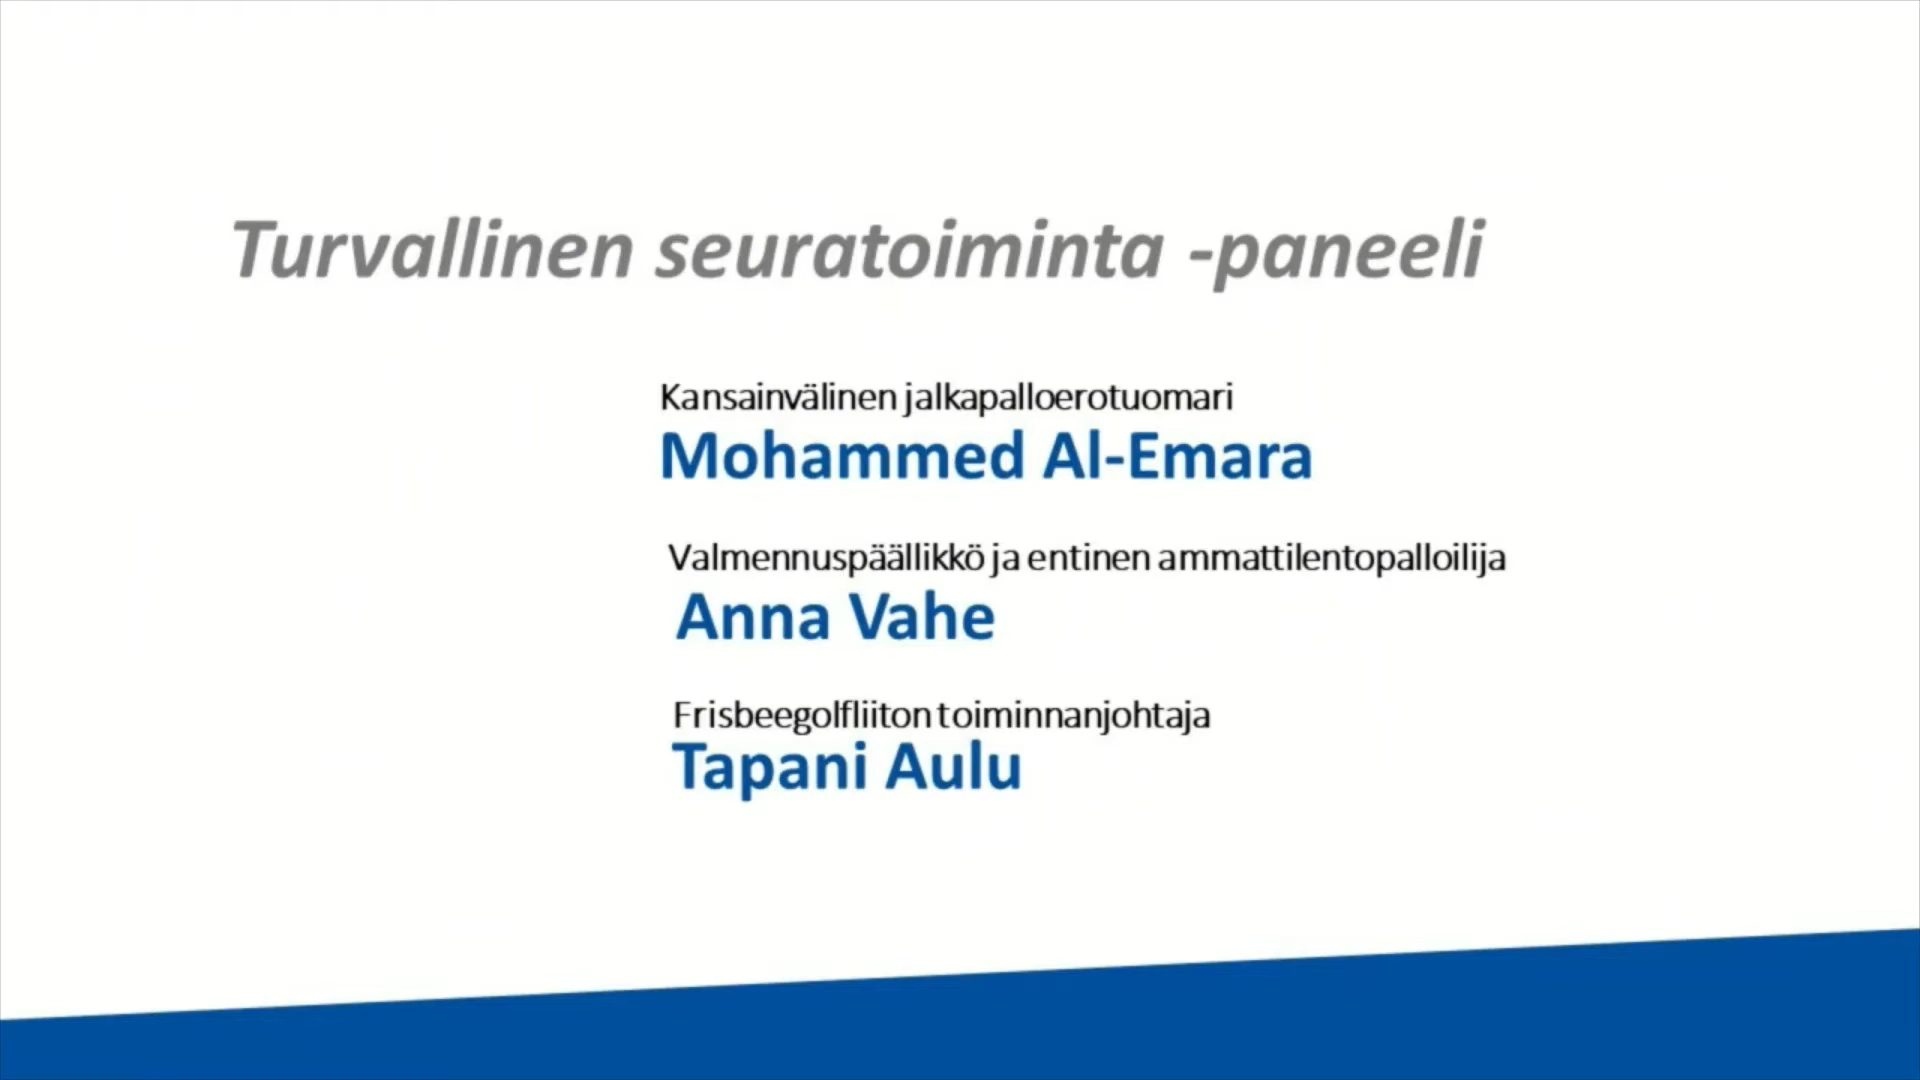 Turvallinen seuratoiminta -paneeli
Kansainvälinen jalkapalloerotuomari
Mohammed Al-Emara
Valmennuspäällikkö ja entinen ammattilentopalloilija
Anna Vahe
Frisbeegolfliiton toiminnanjohtaja
Tapani Aulu